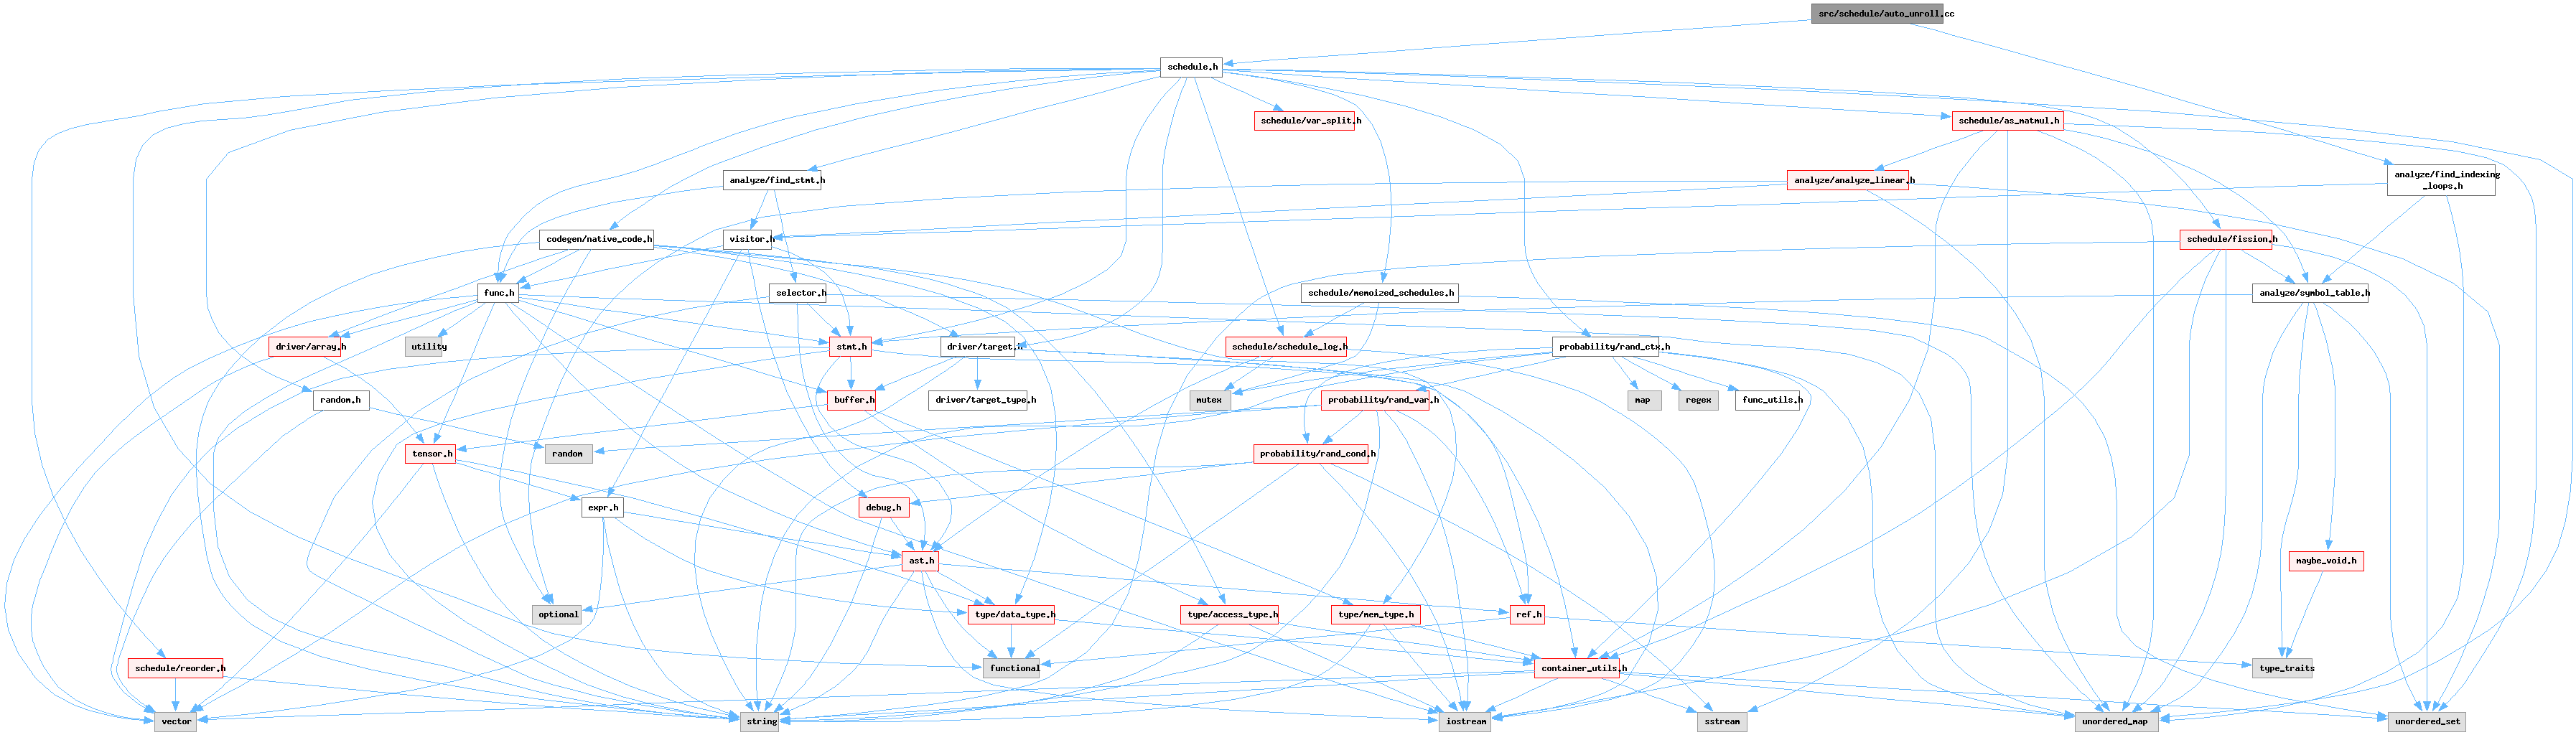 src/schedule/auto_unroll.cc
schedule.h
schedule/var_split.h
schedule/as_matmul.h
analyze/find_stmt.h
analyze/analyze_linear.h
analyze/find_indexing
_loops.h
codegen/native_code.h
visitor.h
schedule/fission.h
func.h
selector.h
schedule/memoized_schedules.h
analyze/symbol_table.h
driver/array.h
utility
stmt.h
driver/target.h
schedule/schedule_log.h
probability/rand_ctx.h
random.h
buffer.h
driver/target_type.h
mutex
probability/rand_var.h
map
regex
func_utils.h
tensor.h
random
probability/rand_cond.h
expr.h
debug.h
ast.h
maybe_void.h
optional
type/data_type.h
type/access_type.h
type/mem_type.h
ref.h
schedule/reorder.h
functional
container_utils.h
type_traits
vector
string
iostream
sstream
unordered_map
unordered_set